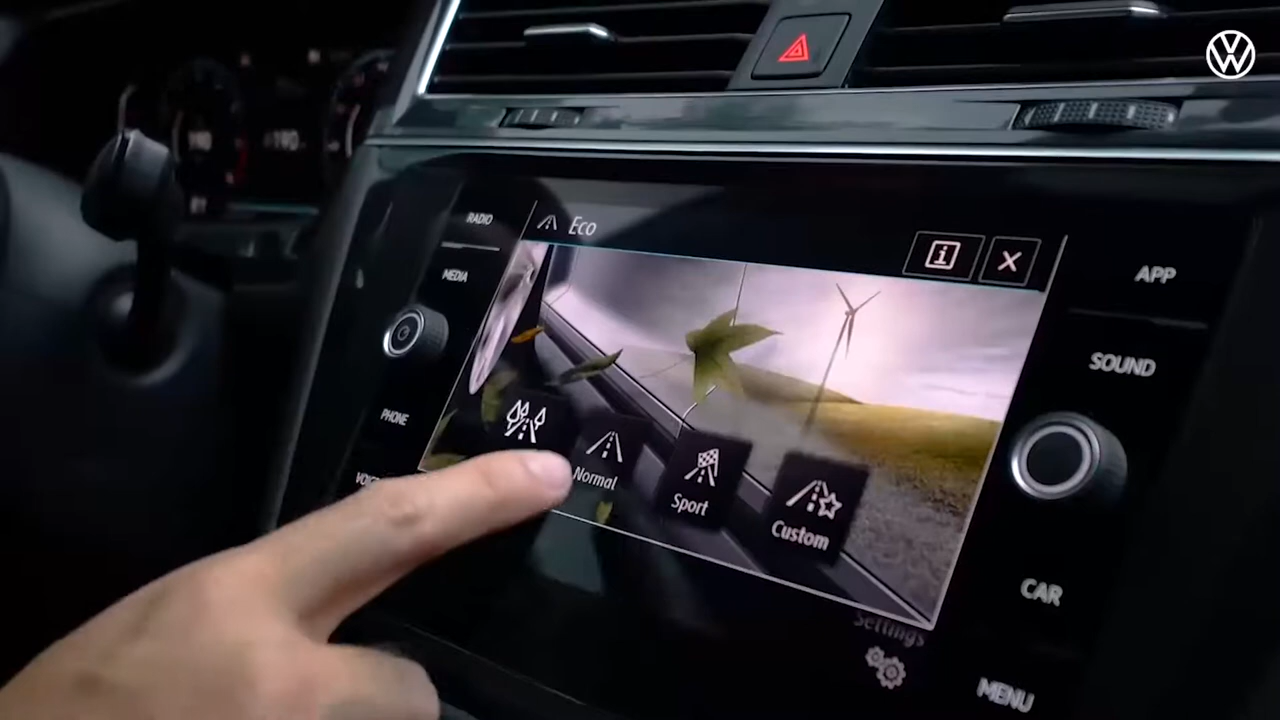 RADIO
MEDIA
PHONE
Eco
i
X
Normal
Sport
Custom
Settings
APP
SOUND
CAR
MENU